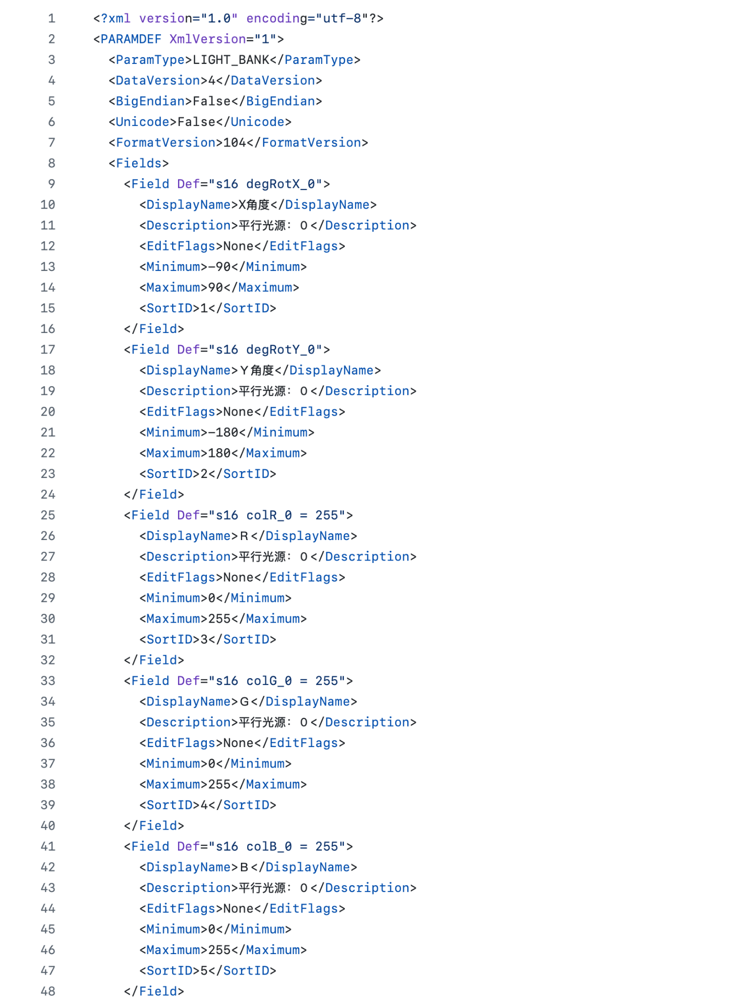 1 <?xml version="1.0" encoding="utf-8"?>
2 <PARAMDEF XmlVersion="1">
3 <ParamType>LIGHT_BANK</ParamType>
4 <DataVersion>4</DataVersion>
5 <BigEndian>False</BigEndian>
6 <Unicode>False</Unicode>
7 <FormatVersion>104</FormatVersion>
8 <Fields>
9 <Field Def="s16 degRotX_0">
10 <DisplayName>X角度</DisplayName>
11 <Description>平行光源：０</Description>
12 <EditFlags>None</EditFlags>
13 <Minimum>-90</Minimum>
14 <Maximum>90</Maximum>
15 <SortID>1</SortID>
16 </Field>
17 <Field Def="s16 degRotY_0">
18 <DisplayName>Ｙ角度</DisplayName>
19 <Description>平行光源：０</Description>
20 <EditFlags>None</EditFlags>
21 <Minimum>-180</Minimum>
22 <Maximum>180</Maximum>
23 <SortID>2</SortID>
24 </Field>
25 <Field Def="s16 colR_0 = 255">
26 <DisplayName>Ｒ</DisplayName>
27 <Description>平行光源：０</Description>
28 <EditFlags>None</EditFlags>
29 <Minimum>0</Minimum>
30 <Maximum>255</Maximum>
31 <SortID>3</SortID>
32 </Field>
33 <Field Def="s16 colG_0 = 255">
34 <DisplayName>Ｇ</DisplayName>
35 <Description>平行光源：０</Description>
36 <EditFlags>None</EditFlags>
37 <Minimum>0</Minimum>
38 <Maximum>255</Maximum>
39 <SortID>4</SortID>
40 </Field>
41 <Field Def="s16 colB_0 = 255">
42 <DisplayName>Ｂ</DisplayName>
43 <Description>平行光源：０</Description>
44 <EditFlags>None</EditFlags>
45 <Minimum>0</Minimum>
46 <Maximum>255</Maximum>
47 <SortID>5</SortID>
48 </Field>